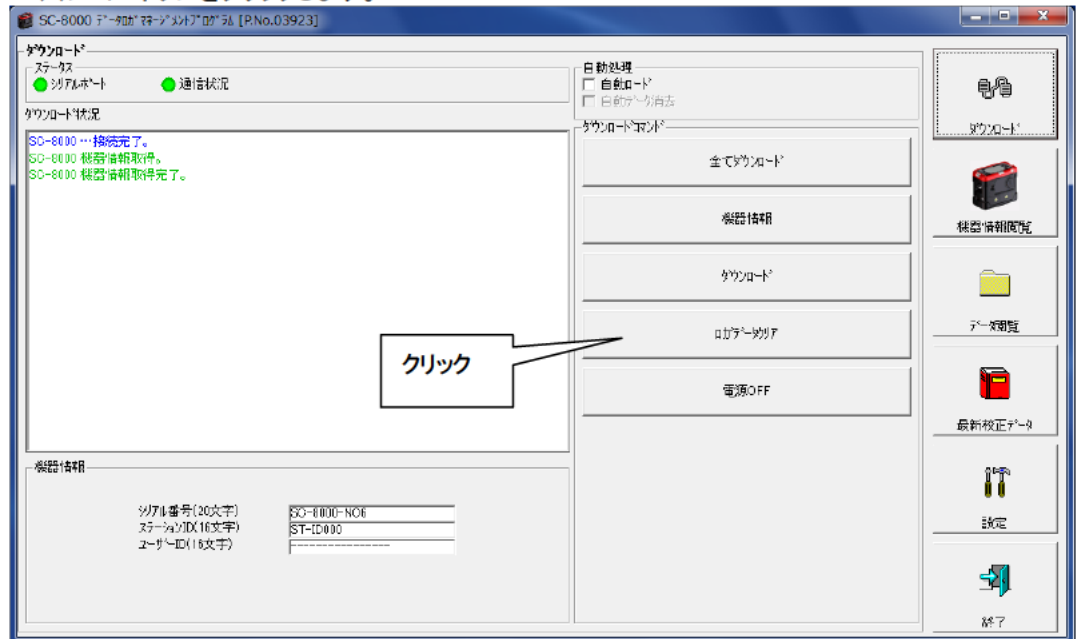 SC-8000 ﾃﾞｰﾀﾛｶﾞﾏﾈｰｼﾞﾒﾝﾄﾌﾟﾛｸﾞﾗﾑ [P.No.03923]
ﾀﾞｳﾝﾛｰﾄﾞ
ｽﾃｰﾀｽ
ｼﾘｱﾙﾎﾟｰﾄ
通信状況
ﾀﾞｳﾝﾛｰﾄﾞ状況
SC-8000 …接続完了。
SC-8000 機器情報取得。
SC-8000 機器情報取得完了。
自動処理
自動ﾛｰﾄﾞ
自動ﾃﾞｰﾀ消去
ﾀﾞｳﾝﾛｰﾄﾞｺﾏﾝﾄﾞ
全てﾀﾞｳﾝﾛｰﾄﾞ
機器情報
ﾀﾞｳﾝﾛｰﾄﾞ
ﾛｶﾞﾃﾞｰﾀｸﾘｱ
電源OFF
クリック
機器情報
ｼﾘｱﾙ番号(20文字)
SC-8000-NO6
ｽﾃｰｼｮﾝID(16文字)
ST-ID000
ﾕｰｻﾞｰID(16文字)
----------------
ﾀﾞｳﾝﾛｰﾄﾞ
機器情報閲覧
ﾃﾞｰﾀ閲覧
最新校正ﾃﾞｰﾀ
設定
終了